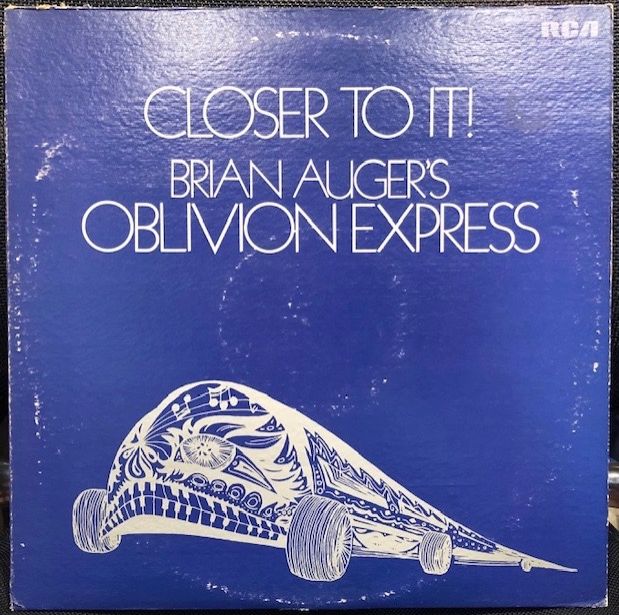 RCA
CLOSER TO IT!
BRIAN AUGER'S
OBLIVION EXPRESS